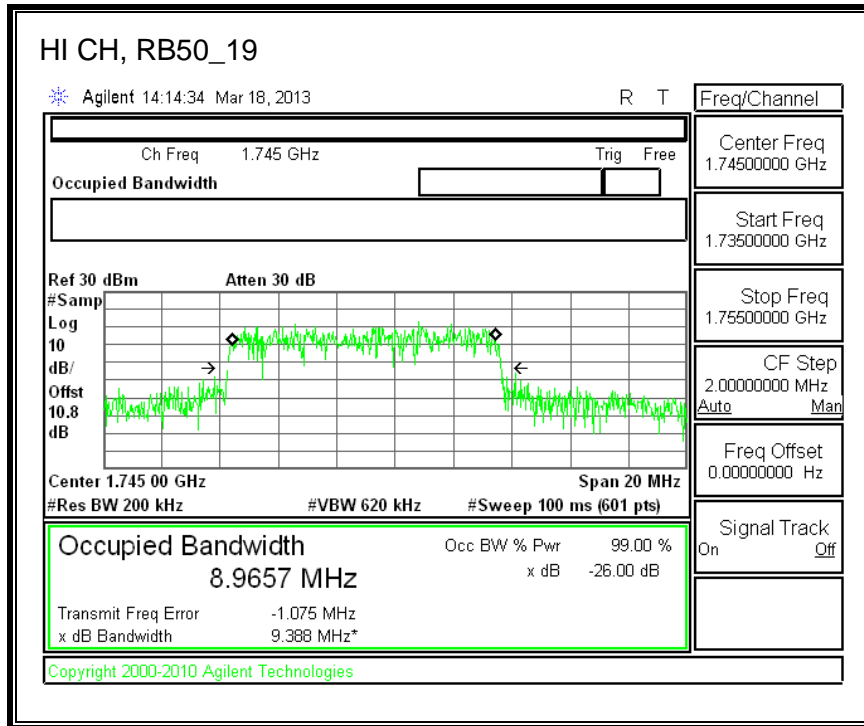 HI CH, RB50_19
Agilent 14:14:34 Mar 18, 2013 R T
Freq/Channel
Ch Freq 1.745 GHz Trig Free
Occupied Bandwidth
Center Freq
1.74500000 GHz
Start Freq
1.73500000 GHz
Stop Freq
1.75500000 GHz
CF Step
2.00000000 MHz
Auto Man
Freq Offset
0.00000000 Hz
Signal Track
On Off
Ref 30 dBm Atten 30 dB
#Samp
Log
10
dB/
Offst
10.8
dB
Center 1.745 00 GHz Span 20 MHz
#Res BW 200 kHz #VBW 620 kHz #Sweep 100 ms (601 pts)
Occupied Bandwidth Occ BW % Pwr 99.00 %
8.9657 MHz x dB -26.00 dB
Transmit Freq Error -1.075 MHz
x dB Bandwidth 9.388 MHz*
Copyright 2000-2010 Agilent Technologies